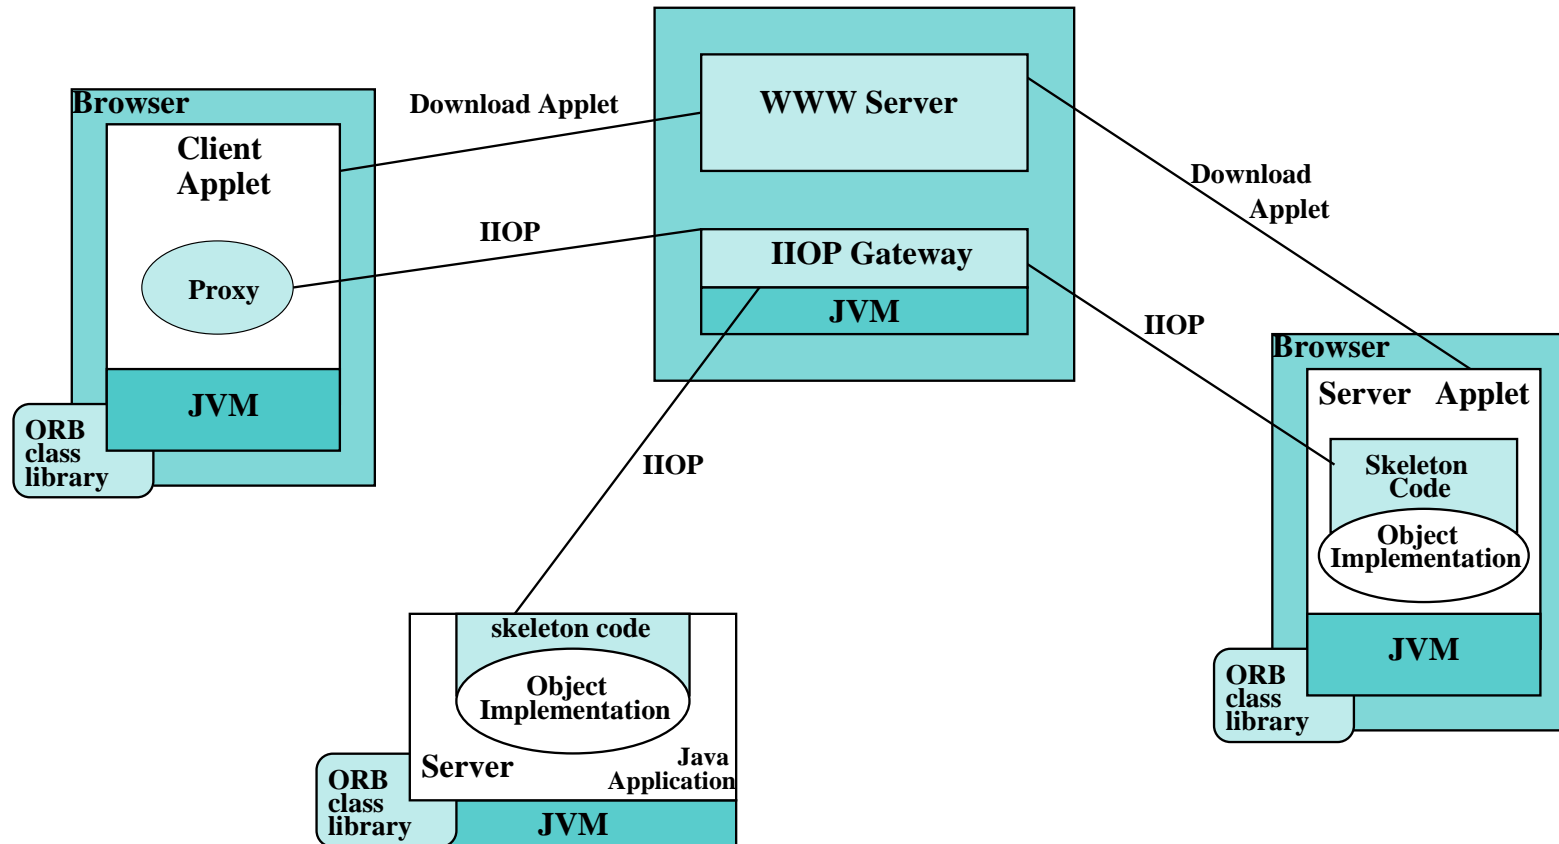 Browser
Client
Applet
Proxy
JVM
ORB
class
library
Download Applet
IIOP
WWW Server
IIOP Gateway
JVM
Download
Applet
IIOP
IIOP
Browser
Server Applet
Skeleton
Code
Object
Implementation
JVM
ORB
class
library
skeleton code
Object
Implementation
Server
Java
Application
ORB
class
library
JVM